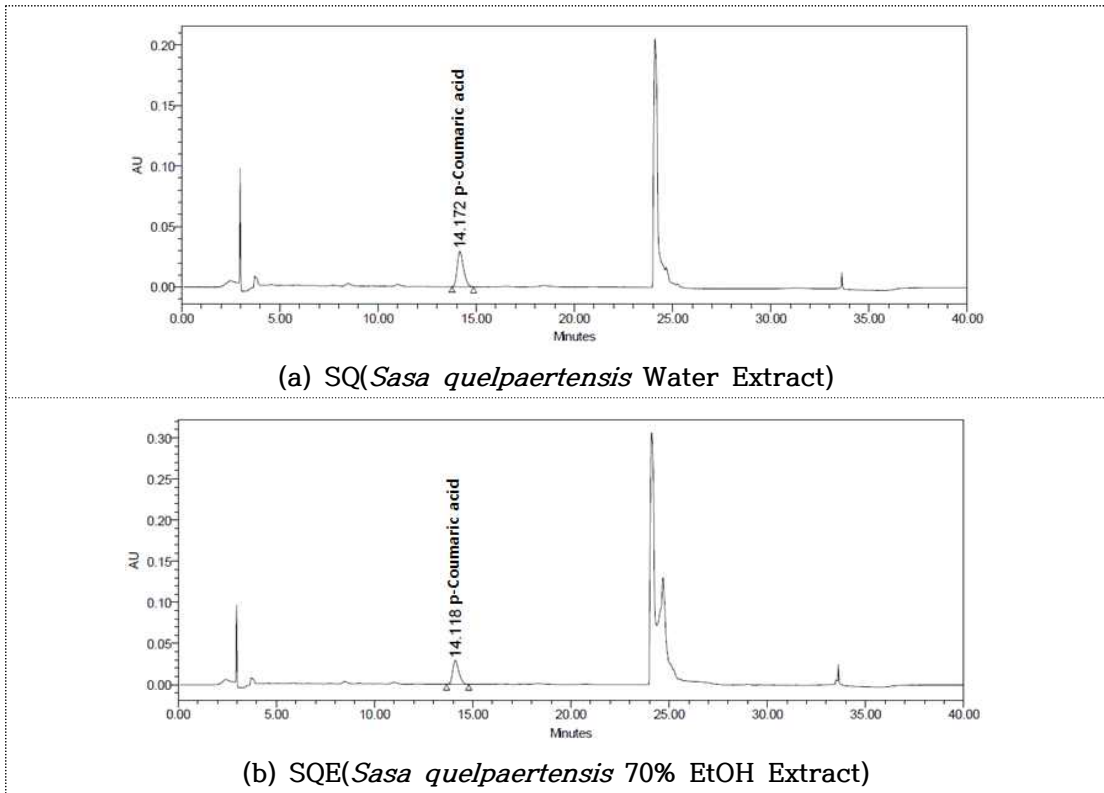 0.20
0.15
0.10
0.05
0.00
AU
14.172 p-Coumaric acid
0.00 5.00 10.00 15.00 20.00 25.00 30.00 35.00 40.00
Minutes
(a) SQ(Sasa quelpaertensis Water Extract)
0.30
0.25
0.20
0.15
0.10
0.05
0.00
AU
14.118 p-Coumaric acid
0.00 5.00 10.00 15.00 20.00 25.00 30.00 35.00 40.00
Minutes
(b) SQE(Sasa quelpaertensis 70% EtOH Extract)